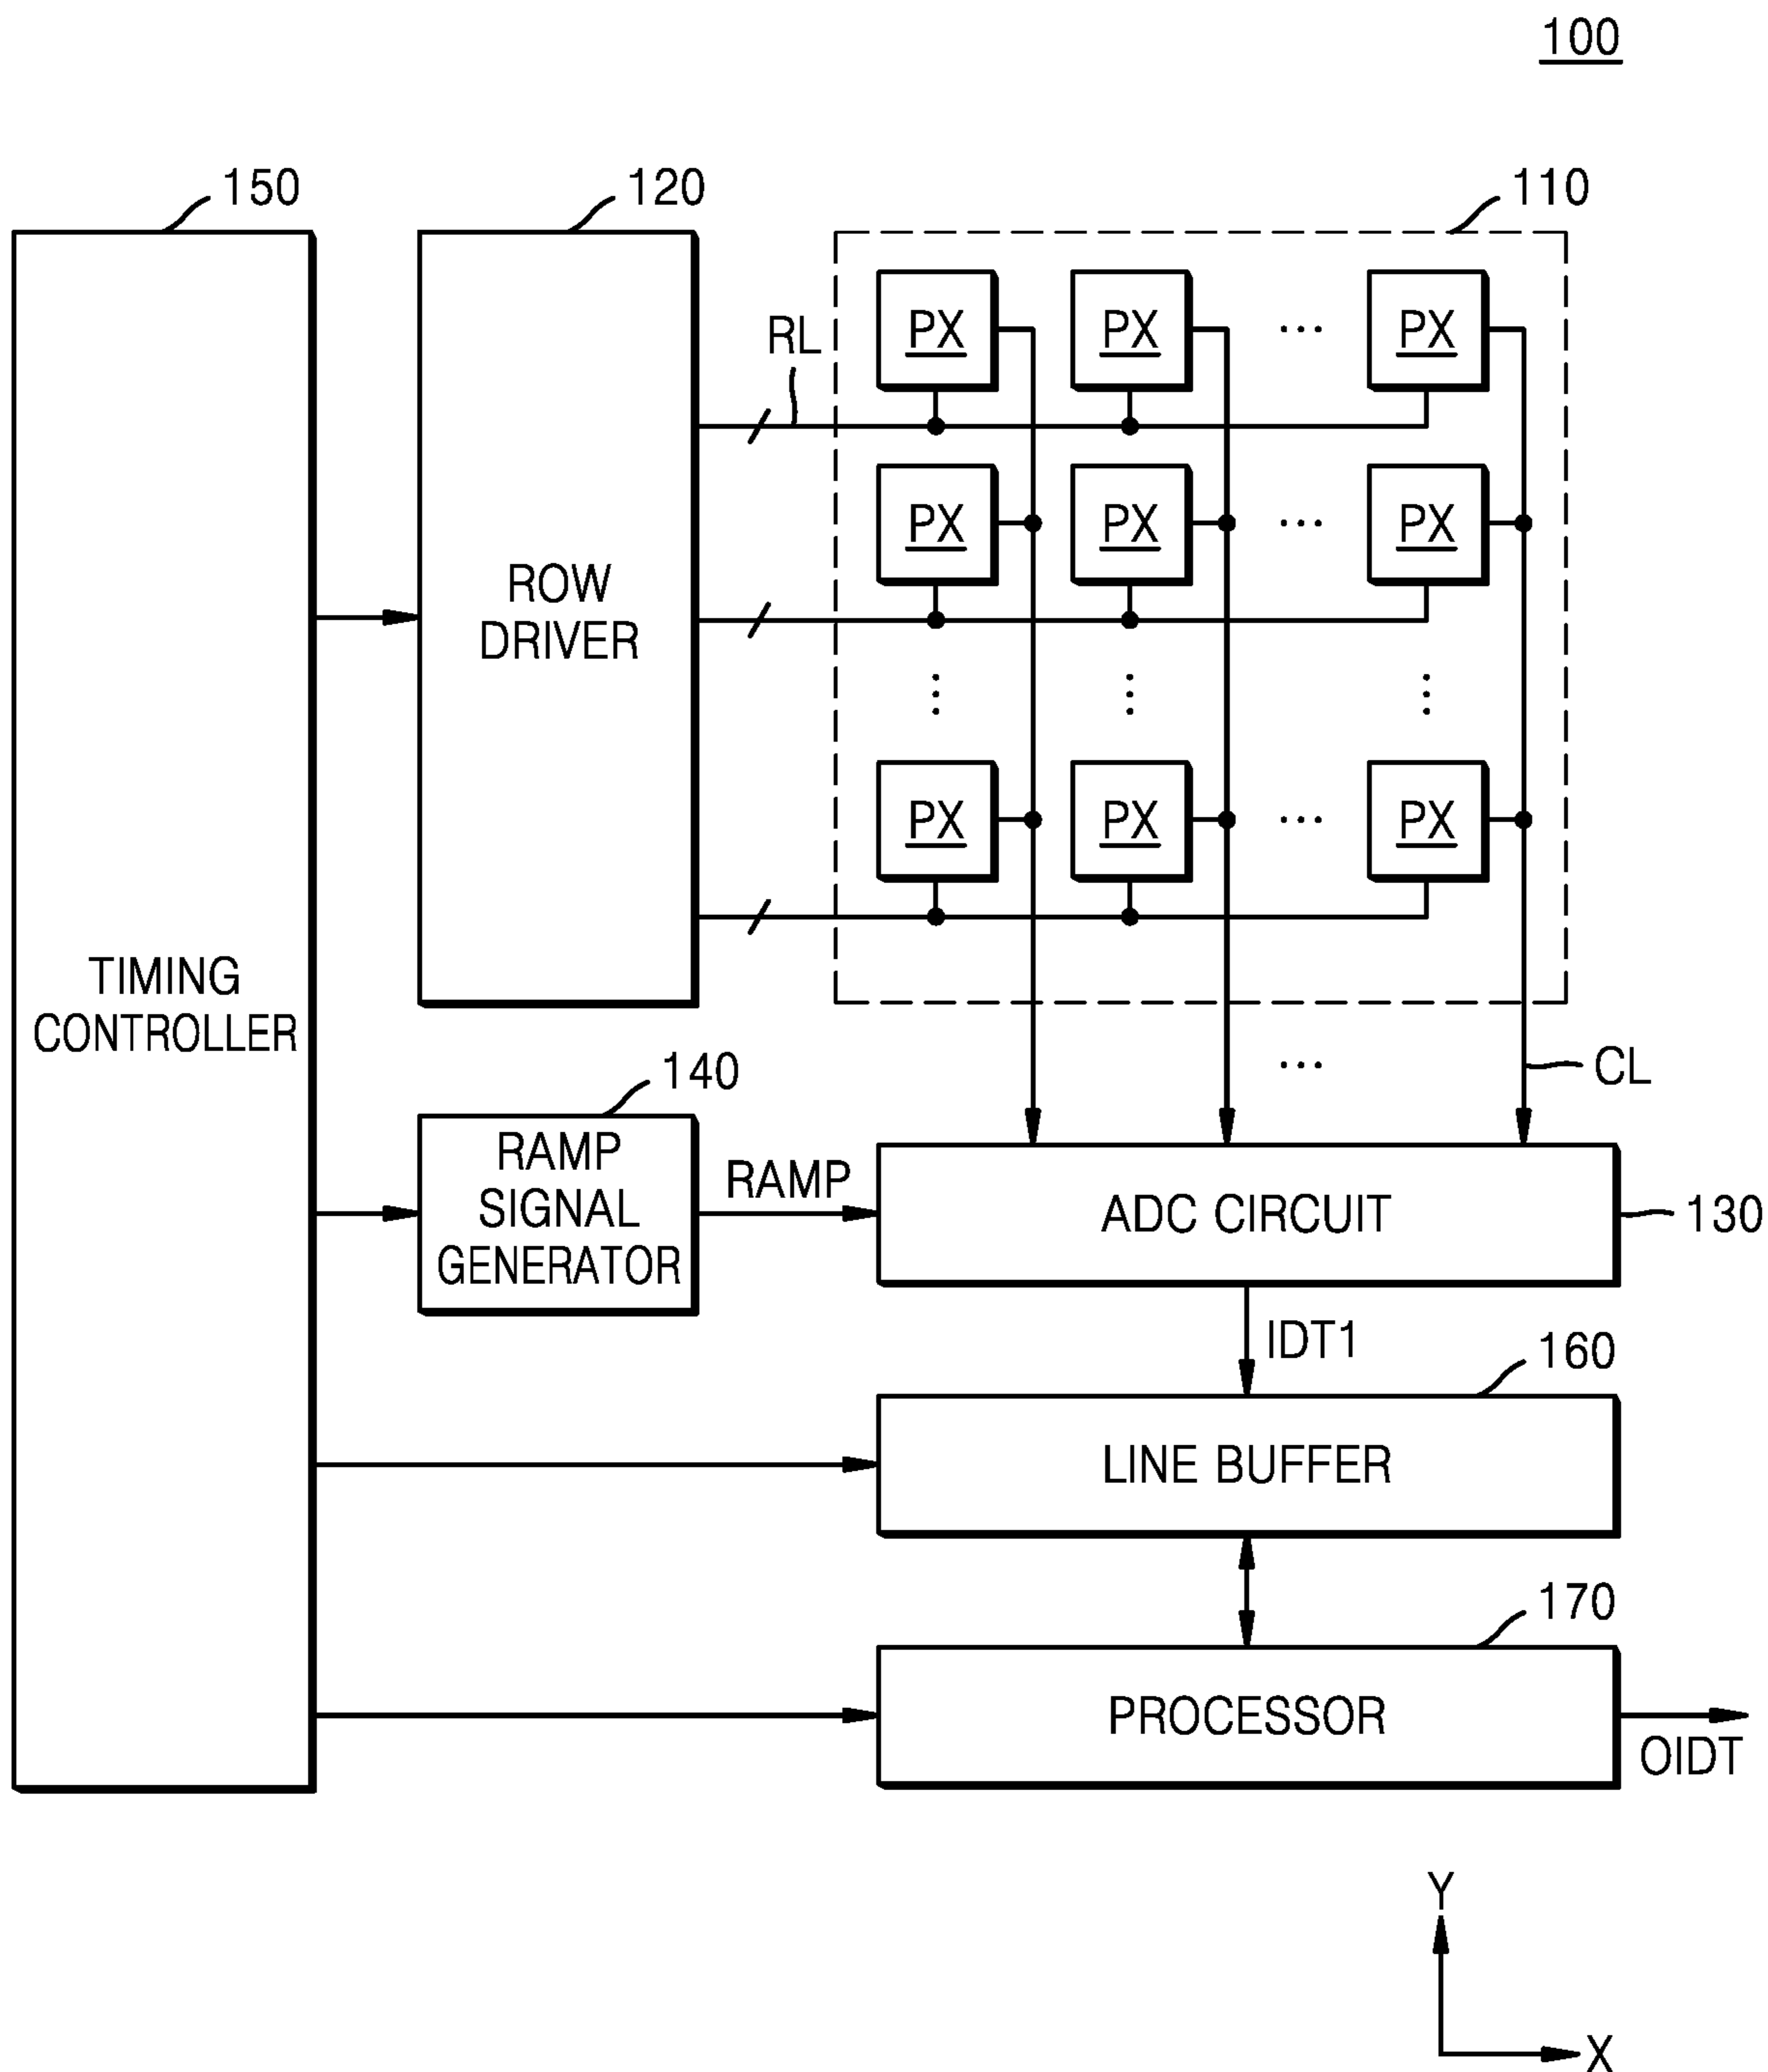 100
150
120
110
PX PX ... PX
RL
PX PX ... PX
ROW
DRIVER
PX PX ... PX
TIMING
CONTROLLER
...
CL
140
RAMP
SIGNAL
GENERATOR
RAMP
ADC CIRCUIT
130
IDT1
160
LINE BUFFER
170
PROCESSOR
OIDT
Y
X